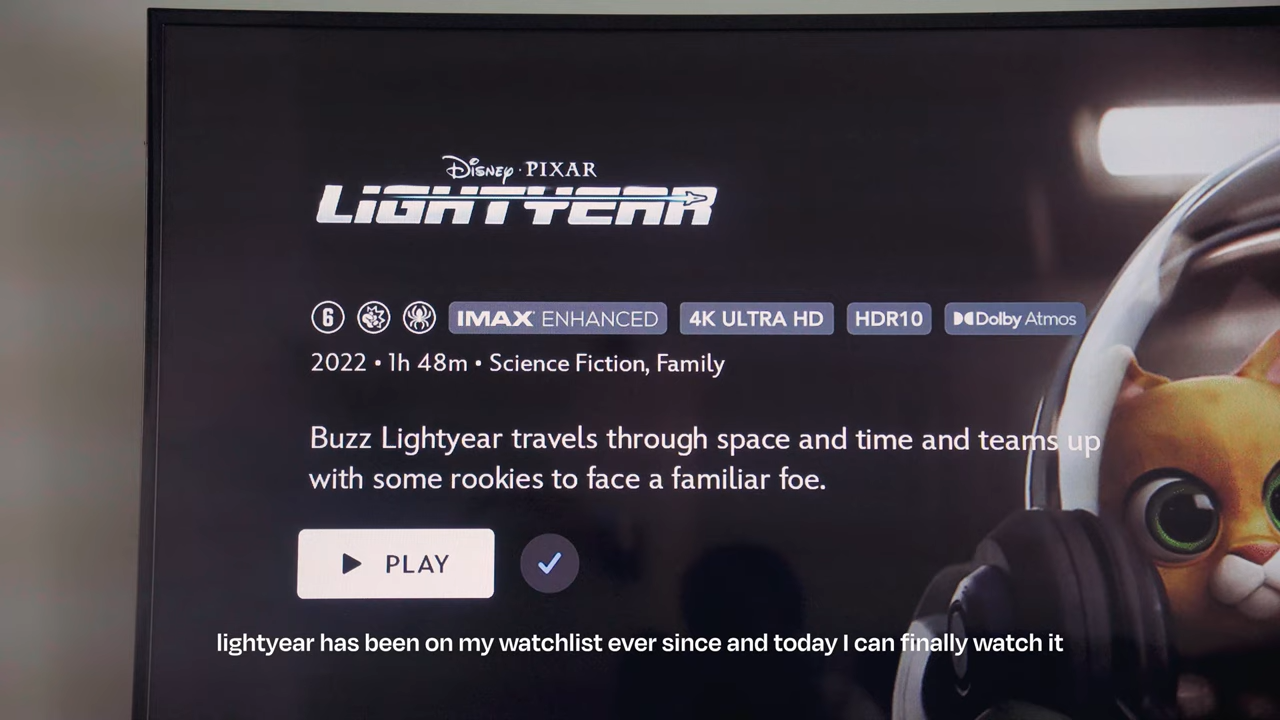 Disney · PIXAR
LiGHTYEAR
6 IMAX ENHANCED 4K ULTRA HD HDR10 Dolby Atmos
2022 • 1h 48m • Science Fiction, Family
Buzz Lightyear travels through space and time and teams up
with some rookies to face a familiar foe.
PLAY
lightyear has been on my watchlist ever since and today I can finally watch it